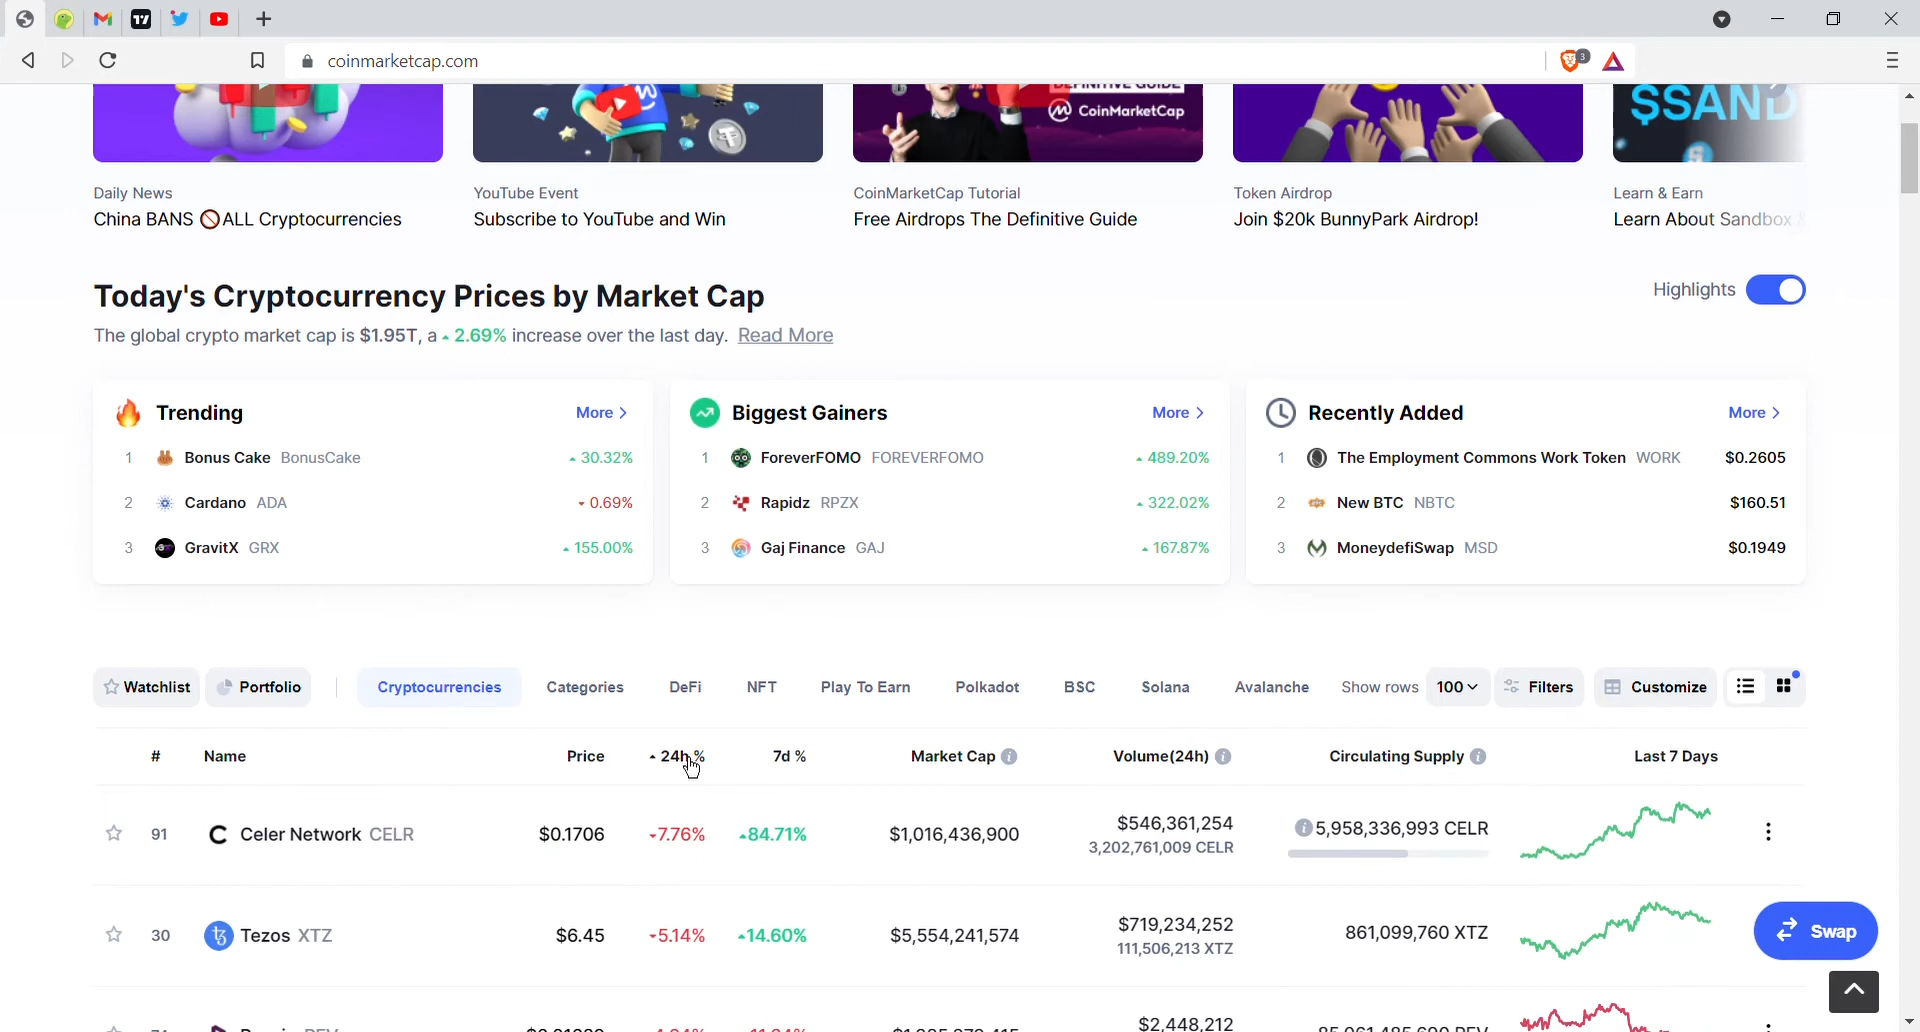 coinmarketcap.com
3
DEFINITIVE GUIDE
CoinMarketCap
$SAND
Daily News
China BANS 🚫ALL Cryptocurrencies
YouTube Event
Subscribe to YouTube and Win
CoinMarketCap Tutorial
Free Airdrops The Definitive Guide
Token Airdrop
Join $20k BunnyPark Airdrop!
Learn & Earn
Learn About Sandbox
Today's Cryptocurrency Prices by Market Cap
Highlights
The global crypto market cap is $1.95T, a 2.69% increase over the last day. Read More
Trending
More >
1 Bonus Cake BonusCake 30.32%
2 Cardano ADA 0.69%
3 GravitX GRX 155.00%
Biggest Gainers
More >
1 ForeverFOMO FOREVERFOMO 489.20%
2 Rapidz RPZX 322.02%
3 Gaj Finance GAJ 167.87%
Recently Added
More >
1 The Employment Commons Work Token WORK $0.2605
2 New BTC NBTC $160.51
3 MoneydefiSwap MSD $0.1949
Watchlist Portfolio Cryptocurrencies Categories DeFi NFT Play To Earn Polkadot BSC Solana Avalanche Show rows 100 Filters Customize
# Name Price 24h % 7d % Market Cap Volume(24h) Circulating Supply Last 7 Days
91 Celer Network CELR $0.1706 7.76% 84.71% $1,016,436,900 $546,361,254 5,958,336,993 CELR
3,202,761,009 CELR
30 Tezos XTZ $6.45 5.14% 14.60% $5,554,241,574 $719,234,252 861,099,760 XTZ
111,506,213 XTZ
Swap
$2,448,212